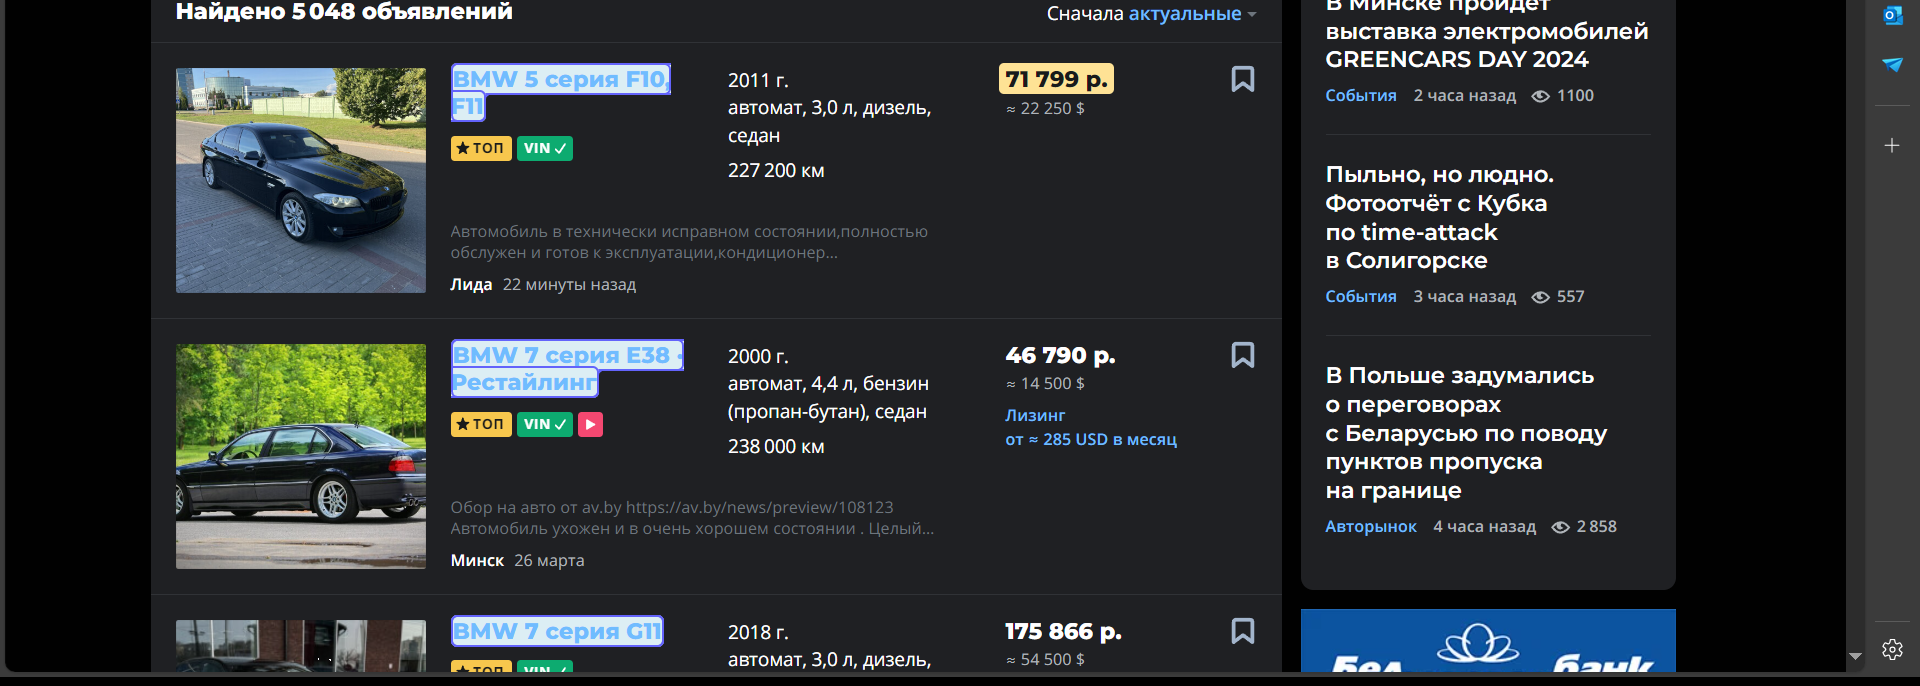 Найдено 5 048 объявлений
Сначала актуальные
BMW 5 серия F10,
F11
ТОП
VIN
2011 г.
автомат, 3,0 л, дизель,
седан
227 200 км
71 799 р.
≈ 22 250 $
Автомобиль в технически исправном состоянии,полностью
обслужен и готов к эксплуатации,кондиционер...
Лида 22 минуты назад
BMW 7 серия E38 ·
Рестайлинг
ТОП
VIN
2000 г.
автомат, 4,4 л, бензин
(пропан-бутан), седан
238 000 км
46 790 р.
≈ 14 500 $
Лизинг
от ≈ 285 USD в месяц
Обор на авто от av.by https://av.by/news/preview/108123
Автомобиль ухожен и в очень хорошем состоянии . Целый...
Минск 26 марта
BMW 7 серия G11
ТОП
VIN
2018 г.
автомат, 3,0 л, дизель,
175 866 р.
≈ 54 500 $
В Минске пройдет
выставка электромобилей
GREENCARS DAY 2024
События 2 часа назад 1100
Пыльно, но людно.
Фотоотчёт с Кубка
по time-attack
в Солигорске
События 3 часа назад 557
В Польше задумались
о переговорах
с Беларусью по поводу
пунктов пропуска
на границе
Авторынок 4 часа назад 2 858
Бел банк